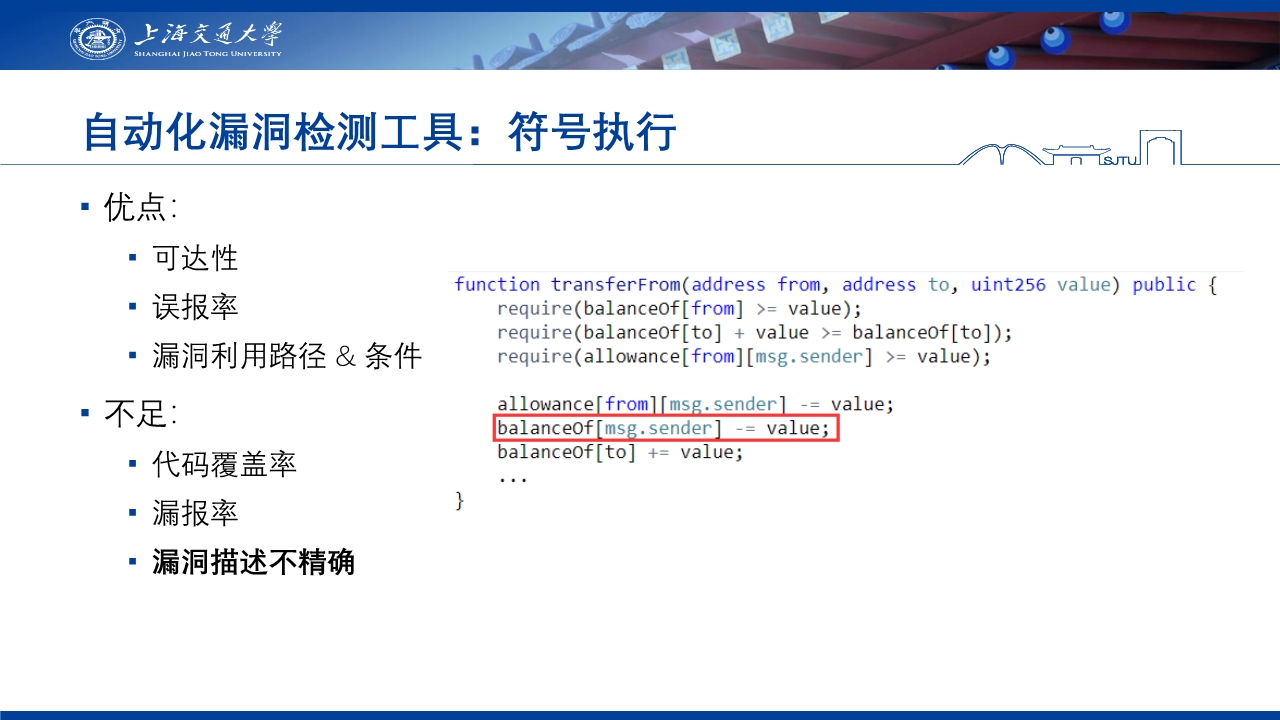 上海交通大学
SHANGHAI JIAO TONG UNIVERSITY
自动化漏洞检测工具：符号执行
SJTU
▪ 优点：
▪ 可达性
▪ 误报率
▪ 漏洞利用路径 & 条件
▪ 不足：
▪ 代码覆盖率
▪ 漏报率
▪ 漏洞描述不精确
function transferFrom(address from, address to, uint256 value) public {
    require(balanceOf[from] >= value);
    require(balanceOf[to] + value >= balanceOf[to]);
    require(allowance[from][msg.sender] >= value);
    allowance[from][msg.sender] -= value;
    balanceOf[msg.sender] -= value;
    balanceOf[to] += value;
    ...
}